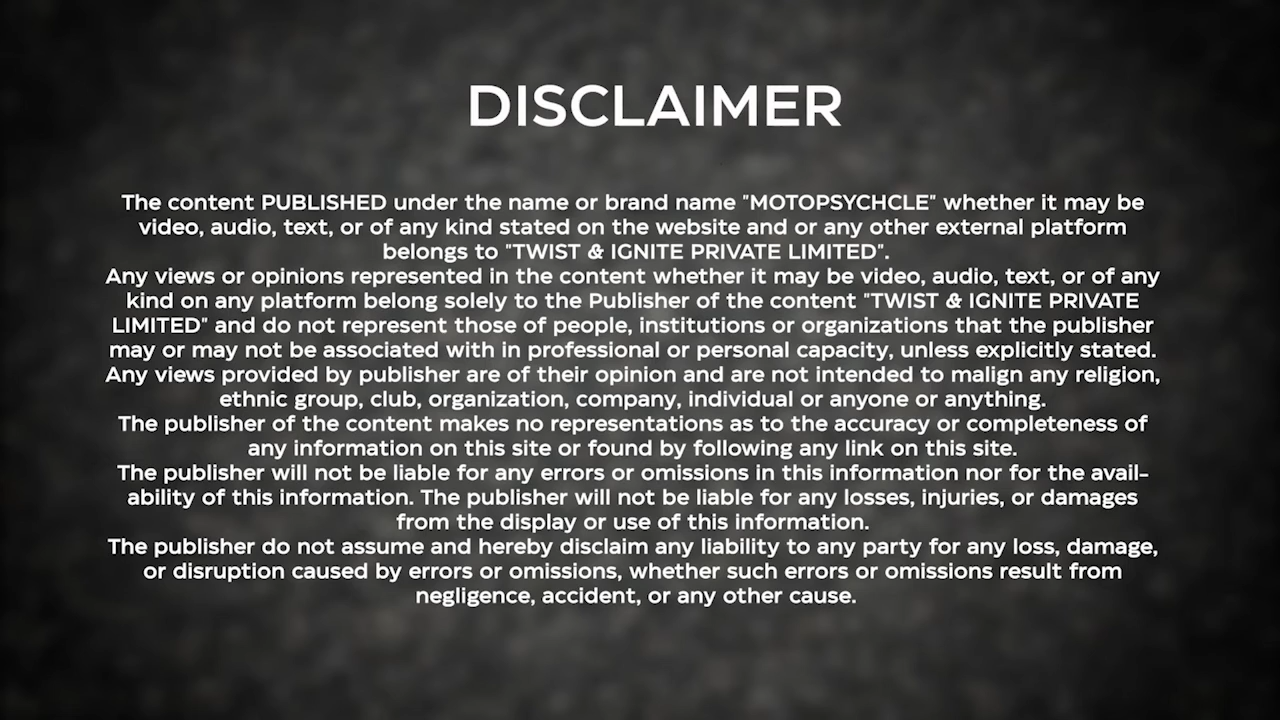 DISCLAIMER
The content PUBLISHED under the name or brand name "MOTOPSYCHCLE" whether it may be
video, audio, text, or of any kind stated on the website and or any other external platform
belongs to "TWIST & IGNITE PRIVATE LIMITED".
Any views or opinions represented in the content whether it may be video, audio, text, or of any
kind on any platform belong solely to the Publisher of the content "TWIST & IGNITE PRIVATE
LIMITED" and do not represent those of people, institutions or organizations that the publisher
may or may not be associated with in professional or personal capacity, unless explicitly stated.
Any views provided by publisher are of their opinion and are not intended to malign any religion,
ethnic group, club, organization, company, individual or anyone or anything.
The publisher of the content makes no representations as to the accuracy or completeness of
any information on this site or found by following any link on this site.
The publisher will not be liable for any errors or omissions in this information nor for the avail-
ability of this information. The publisher will not be liable for any losses, injuries, or damages
from the display or use of this information.
The publisher do not assume and hereby disclaim any liability to any party for any loss, damage,
or disruption caused by errors or omissions, whether such errors or omissions result from
negligence, accident, or any other cause.